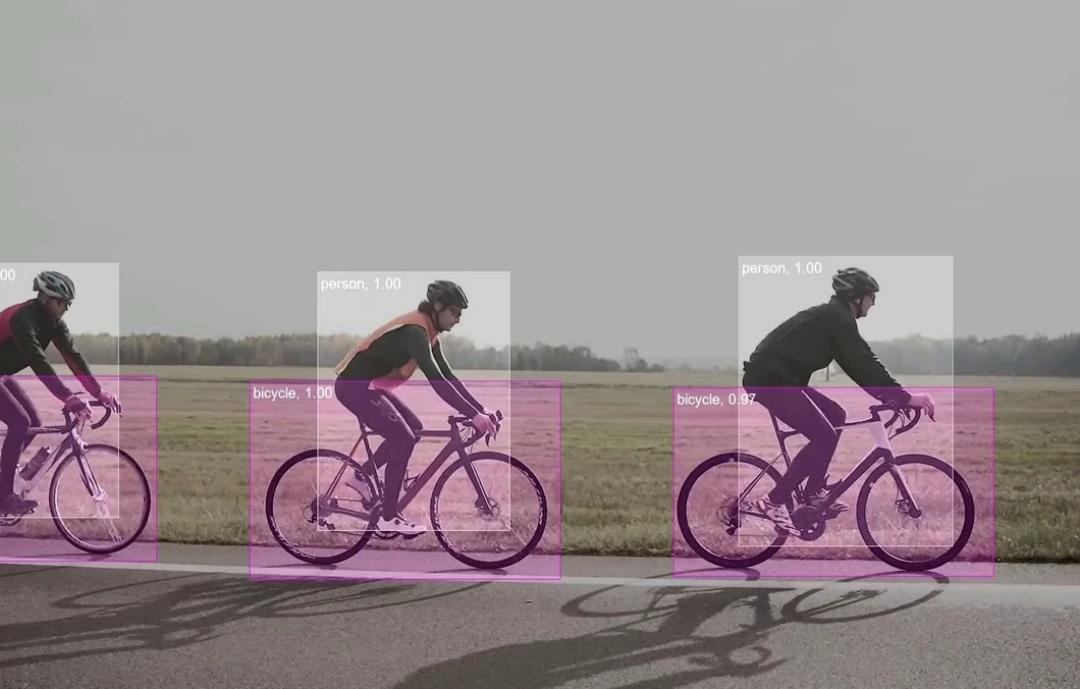 person, 1.00
00
person, 1.00
bicycle, 1.00
bicycle, 0.97